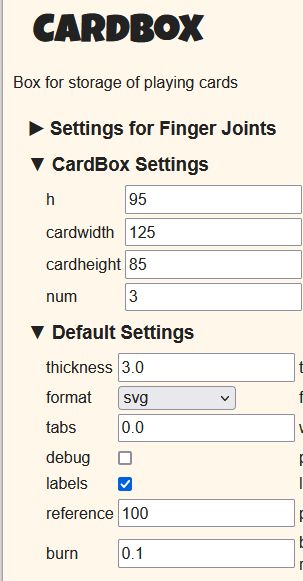 CARDBOX
Box for storage of playing cards
▶ Settings for Finger Joints
▼ CardBox Settings
h 95
cardwidth 125
cardheight 85
num 3
▼ Default Settings
thickness 3.0
format svg
tabs 0.0
debug
labels
reference 100
burn 0.1